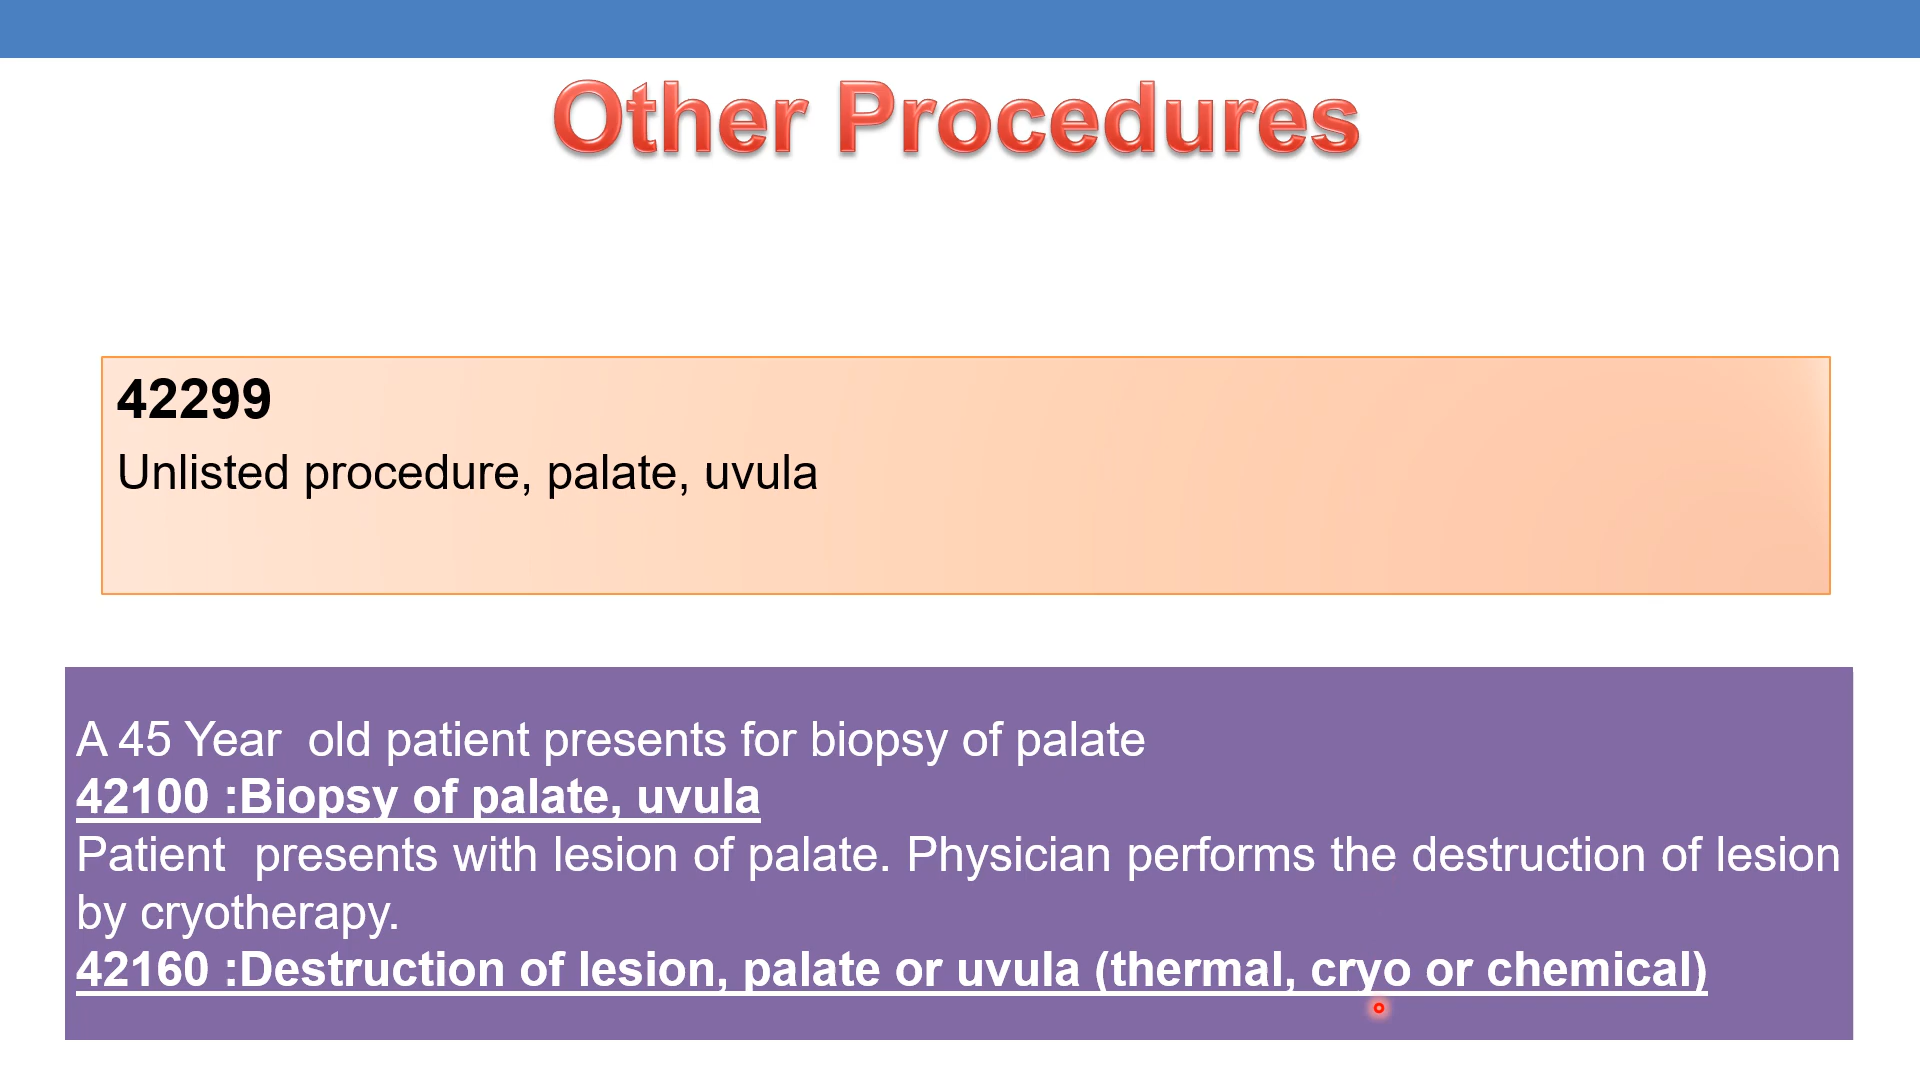 Other Procedures
42299
Unlisted procedure, palate, uvula
A 45 Year  old patient presents for biopsy of palate
42100 :Biopsy of palate, uvula
Patient  presents with lesion of palate. Physician performs the destruction of lesion
by cryotherapy.
42160 :Destruction of lesion, palate or uvula (thermal, cryo or chemical)